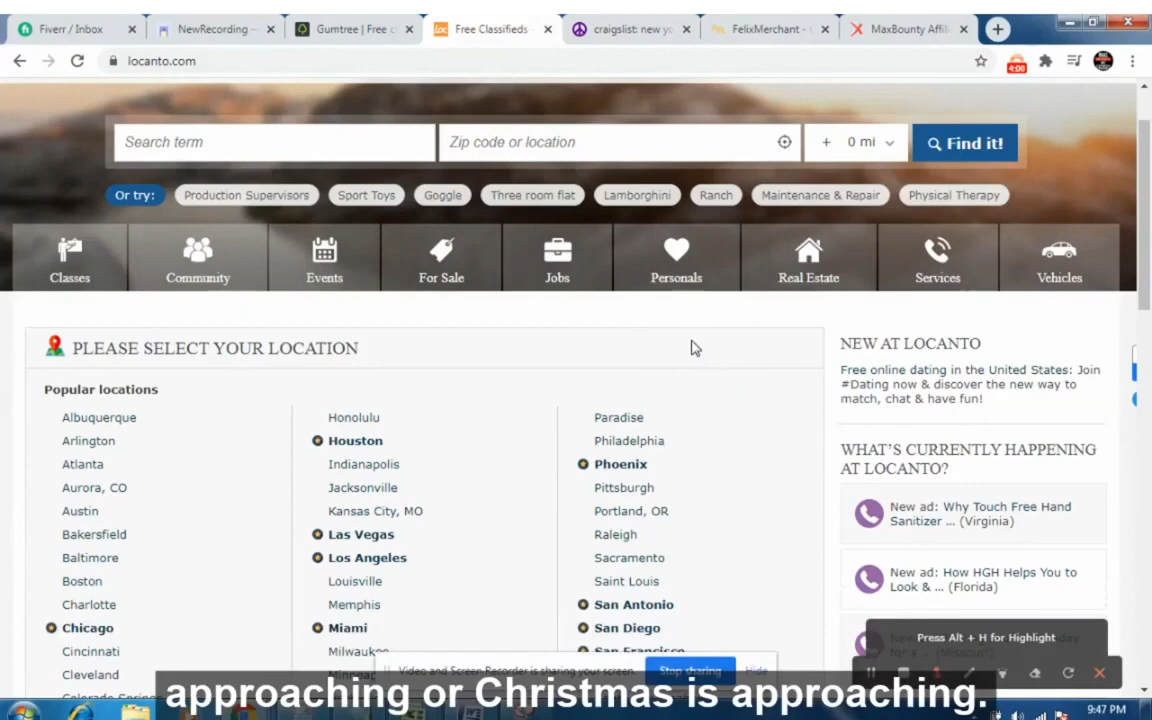 Fiverr / Inbox
NewRecording –
Gumtree | Free c
Free Classifieds
craigslist: new yo
FelixMerchant -
MaxBounty Affili
locanto.com
4:00
Search term
Zip code or location
+ 0 mi
Find it!
Or try:
Production Supervisors
Sport Toys
Goggle
Three room flat
Lamborghini
Ranch
Maintenance & Repair
Physical Therapy
Classes
Community
Events
For Sale
Jobs
Personals
Real Estate
Services
Vehicles
PLEASE SELECT YOUR LOCATION
Popular locations
Albuquerque
Arlington
Atlanta
Aurora, CO
Austin
Bakersfield
Baltimore
Boston
Charlotte
Chicago
Cincinnati
Cleveland
Colorado
Honolulu
Houston
Indianapolis
Jacksonville
Kansas City, MO
Las Vegas
Los Angeles
Louisville
Memphis
Miami
Milwaukee
Paradise
Philadelphia
Phoenix
Pittsburgh
Portland, OR
Raleigh
Sacramento
Saint Louis
San Antonio
San Diego
San Francisco
NEW AT LOCANTO
Free online dating in the United States: Join
#Dating now & discover the new way to
match, chat & have fun!
WHAT'S CURRENTLY HAPPENING
AT LOCANTO?
New ad: Why Touch Free Hand
Sanitizer ... (Virginia)
New ad: How HGH Helps You to
Look & ... (Florida)
Press Alt + H for Highlight
Video and Screen Recorder is sharing your screen.
Stop sharing
Hide
approaching or Christmas is approaching.
9:47 PM